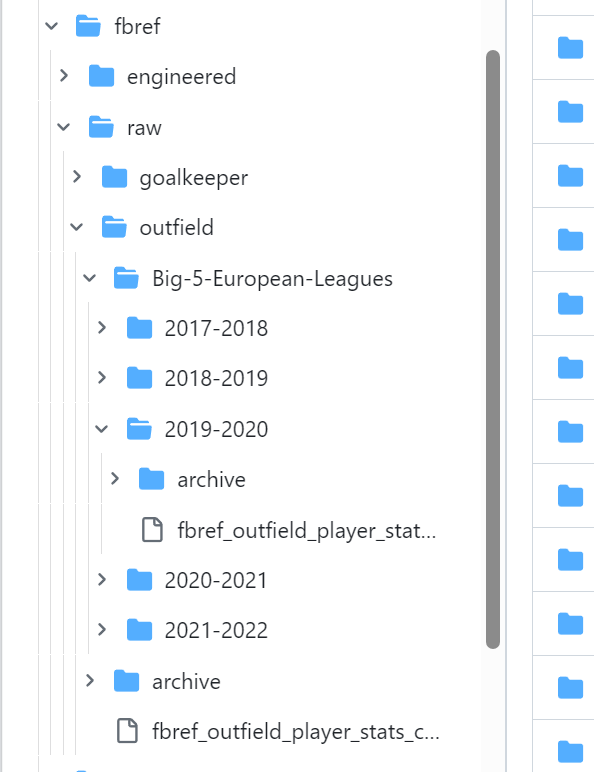 fbref
engineered
raw
goalkeeper
outfield
Big-5-European-Leagues
2017-2018
2018-2019
2019-2020
archive
fbref_outfield_player_stat...
2020-2021
2021-2022
archive
fbref_outfield_player_stats_c...